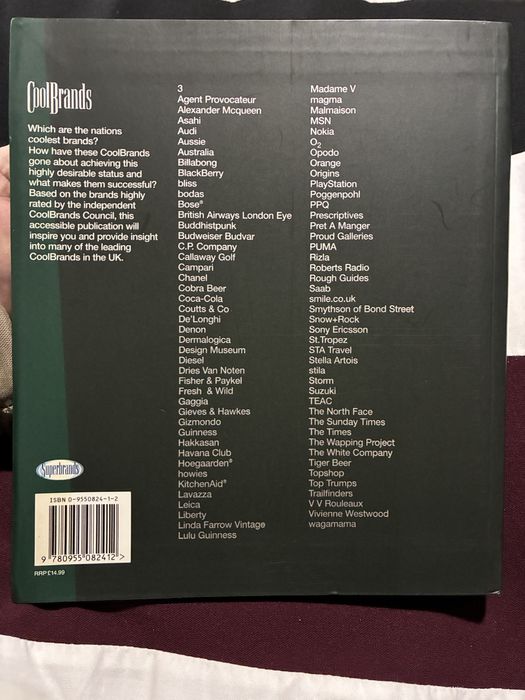 CoolBrands
Which are the nations
coolest brands?
How have these CoolBrands
gone about achieving this
highly desirable status and
what makes them successful?
Based on the brands highly
rated by the independent
CoolBrands Council, this
accessible publication will
inspire you and provide insight
into many of the leading
CoolBrands in the UK.
3
Agent Provocateur
Alexander Mcqueen
Asahi
Audi
Aussie
Australia
Billabong
BlackBerry
bliss
bodas
Bose®
British Airways London Eye
Buddhistpunk
Budweiser Budvar
C.P. Company
Callaway Golf
Campari
Chanel
Cobra Beer
Coca-Cola
Coutts & Co
De'Longhi
Denon
Dermalogica
Design Museum
Diesel
Dries Van Noten
Fisher & Paykel
Fresh & Wild
Gaggia
Gieves & Hawkes
Gizmondo
Guinness
Hakkasan
Havana Club
Hoegaarden®
howies
KitchenAid®
Lavazza
Leica
Liberty
Linda Farrow Vintage
Lulu Guinness
Madame V
magma
Malmaison
MSN
Nokia
O2
Opodo
Orange
Origins
PlayStation
Poggenpohl
PPQ
Prescriptives
Pret A Manger
Proud Galleries
PUMA
Rizla
Roberts Radio
Rough Guides
Saab
smile.co.uk
Smythson of Bond Street
Snow+Rock
Sony Ericsson
St.Tropez
STA Travel
Stella Artois
stila
Storm
Suzuki
TEAC
The North Face
The Sunday Times
The Times
The Wapping Project
The White Company
Tiger Beer
Topshop
Top Trumps
Trailfinders
V V Rouleaux
Vivienne Westwood
wagamama
Superbrands
ISBN 0-9550824-1-2
9 780955 082412 >
RRP£14.99